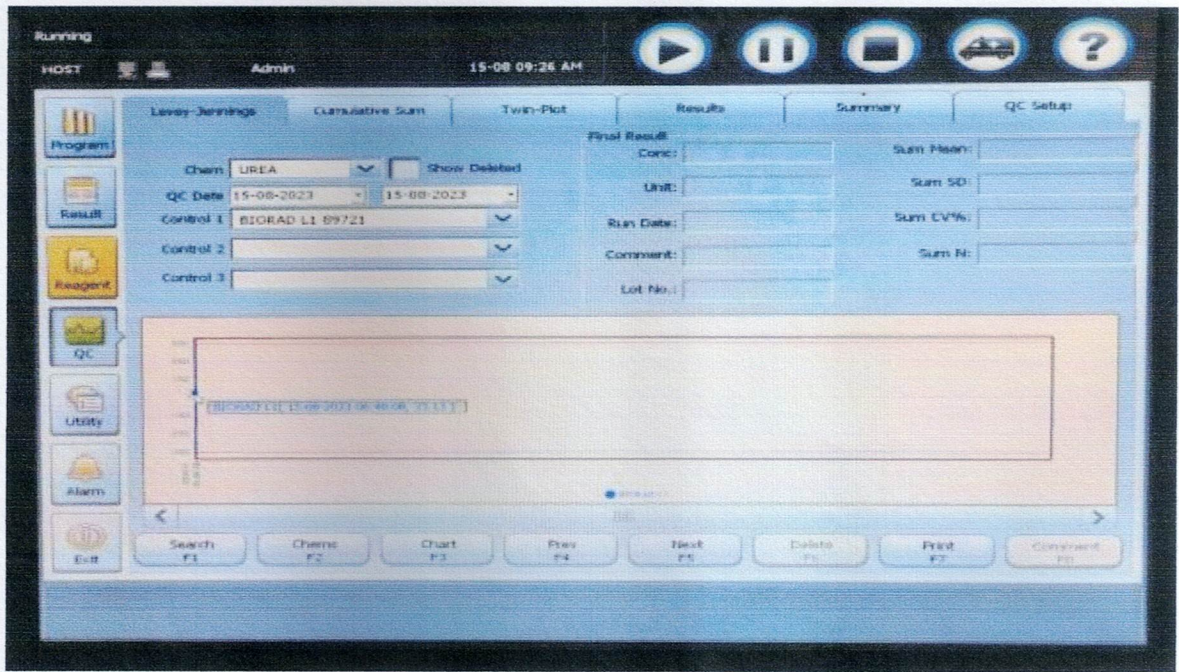 Running
HOST Admin 15-08 09:26 AM
Program
Result
Reagent
QC
Utility
Alarm
Exit
Levey-Jennings Cumulative Sum Twin-Plot Results Summary QC Setup
Chem UREA Show Deleted
QC Date 15-08-2023 15-08-2023
Control 1 BIORAD L1 89721
Control 2
Control 3
Final Result
Conc:
Unit:
Run Date:
Comment:
Lot No.:
Sum Mean:
Sum SD:
Sum CV%:
Sum N:
Search F1
Chems F2
Chart F3
Prev F4
Next F5
Delete F6
Print F7
Comment F8